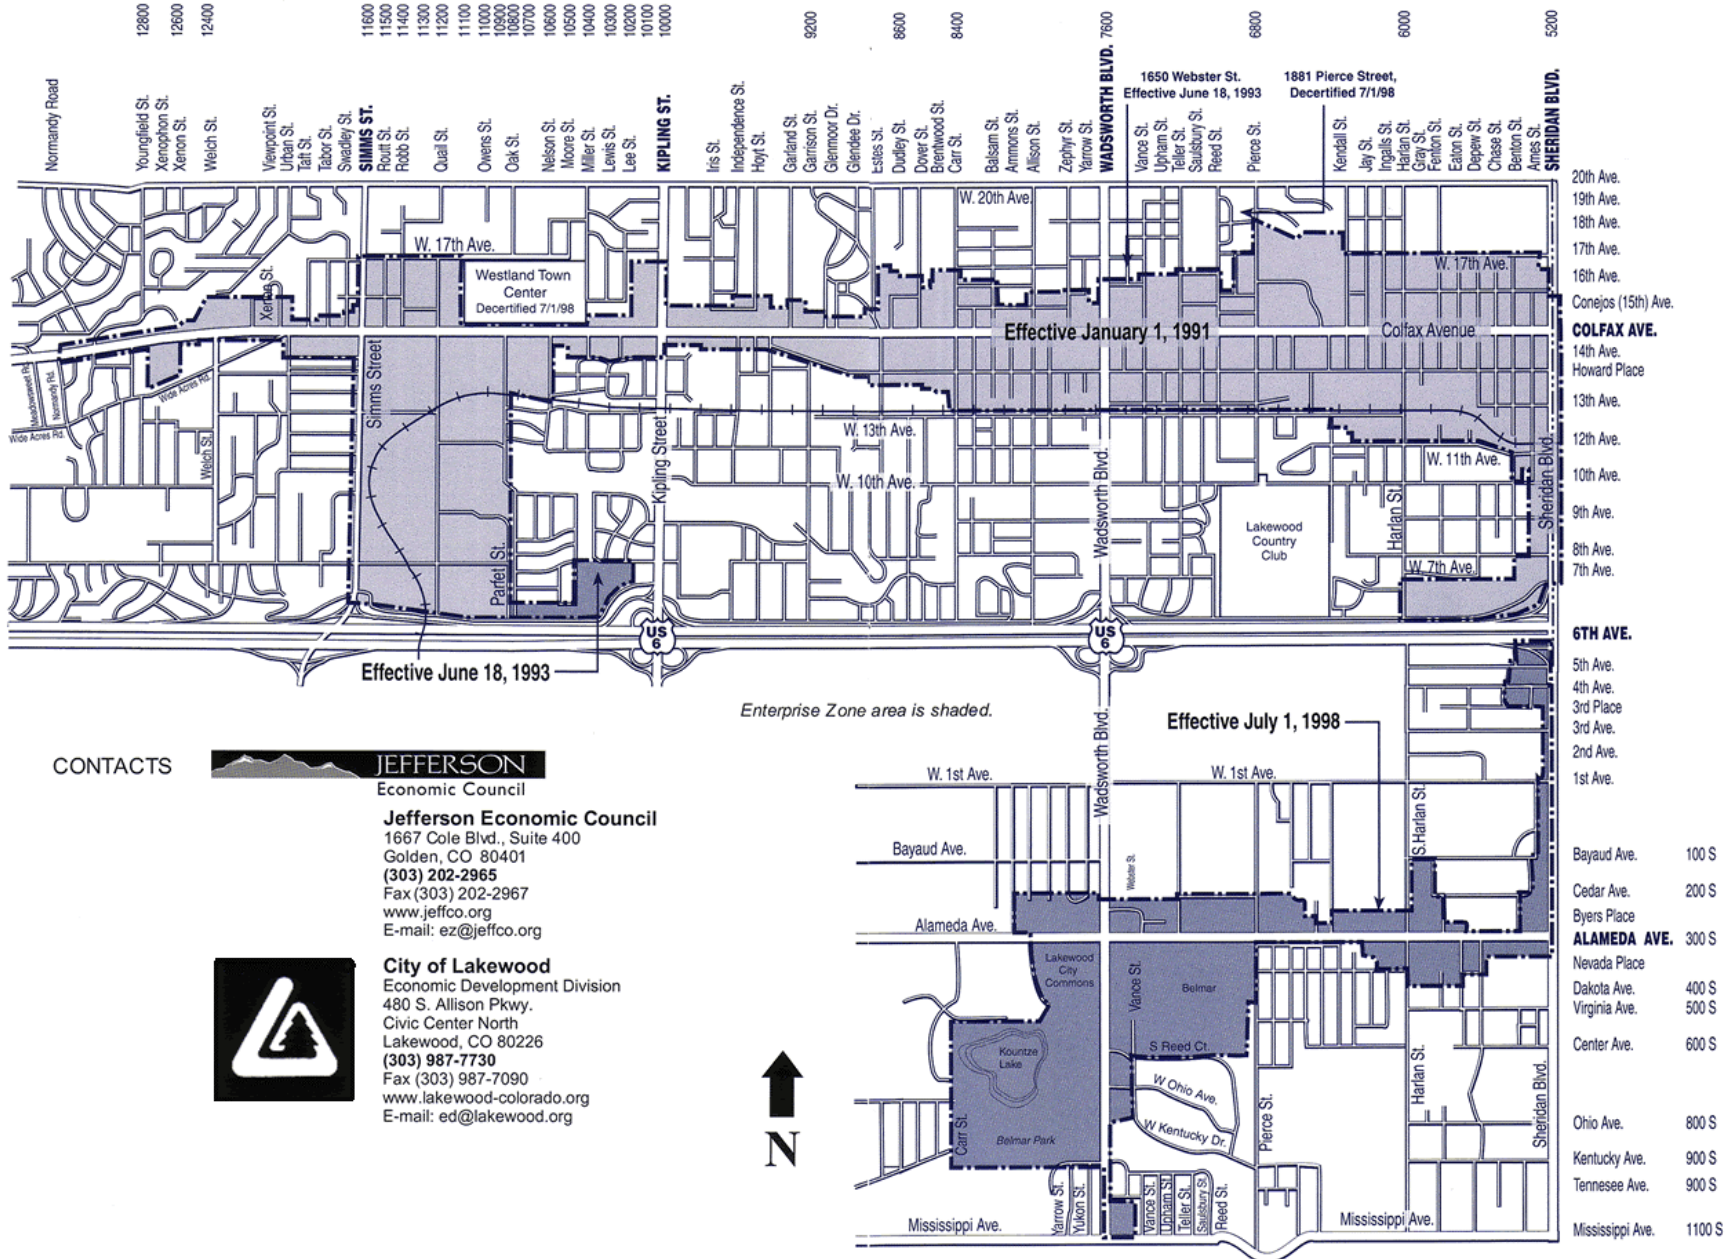 12800
12600
12400
11600
11500
11400
11300
11200
11100
11000
10900
10800
10700
10600
10500
10400
10300
10200
10100
10000
9200
8600
8400
7600
6800
6000
5200
Normandy Road
Youngfield St.
Xenophon St.
Xenon St.
Welch St.
Viewpoint St.
Urban St.
Taft St.
Tabor St.
Swadley St.
SIMMS ST.
Routt St.
Robb St.
Quail St.
Owens St.
Oak St.
Nelson St.
Moore St.
Miller St.
Lewis St.
Lee St.
KIPLING ST.
Iris St.
Independence St.
Hoyt St.
Garland St.
Garrison St.
Glenmoor Dr.
Glendee Dr.
Estes St.
Dudley St.
Dover St.
Brentwood St.
Carr St.
Balsam St.
Ammons St.
Allison St.
Zephyr St.
Yarrow St.
WADSWORTH BLVD.
Vance St.
Upham St.
Teller St.
Saulsbury St.
Reed St.
Pierce St.
Kendall St.
Jay St.
Ingalls St.
Harlan St.
Gray St.
Fenton St.
Eaton St.
Depew St.
Chase St.
Benton St.
Ames St.
SHERIDAN BLVD.
1650 Webster St.
Effective June 18, 1993
1881 Pierce Street,
Decertified 7/1/98
20th Ave.
19th Ave.
18th Ave.
17th Ave.
16th Ave.
Conejos (15th) Ave.
COLFAX AVE.
14th Ave.
Howard Place
13th Ave.
12th Ave.
10th Ave.
9th Ave.
8th Ave.
7th Ave.
6TH AVE.
5th Ave.
4th Ave.
3rd Place
3rd Ave.
2nd Ave.
1st Ave.
Bayaud Ave. 100 S
Cedar Ave. 200 S
Byers Place
ALAMEDA AVE. 300 S
Nevada Place
Dakota Ave. 400 S
Virginia Ave. 500 S
Center Ave. 600 S
Ohio Ave. 800 S
Kentucky Ave. 900 S
Tennesee Ave. 900 S
Mississippi Ave. 1100 S
W. 20th Ave.
W. 17th Ave.
Westland Town
Center
Decertified 7/1/98
Xenon St.
W. 17th Ave.
Effective January 1, 1991
Colfax Avenue
Simms Street
Meadowsweet Rd.
Normandy Rd.
Wide Acres Rd.
Wide Acres Rd.
Welch St.
Kipling Street
W. 13th Ave.
W. 10th Ave.
W. 11th Ave.
Wadsworth Blvd.
Lakewood
Country
Club
Harlan St.
Sheridan Blvd.
Parfet St.
W. 7th Ave.
US
6
US
6
Effective June 18, 1993
Enterprise Zone area is shaded.
Effective July 1, 1998
Wadsworth Blvd.
W. 1st Ave.
W. 1st Ave.
S.Harlan St.
Bayaud Ave.
Webster St.
Alameda Ave.
Lakewood
City
Commons
Vance St.
Belmar
Kountze
Lake
S Reed Ct.
W Ohio Ave.
W Kentucky Dr.
Belmar Park
Carr St.
Pierce St.
Harlan St.
Sheridan Blvd.
Yarrow St.
Yukon St.
Vance St.
Upham St
Teller St.
Saulsbury St.
Reed St.
Mississippi Ave.
Mississippi Ave.
N
CONTACTS
JEFFERSON
Economic Council
Jefferson Economic Council
1667 Cole Blvd., Suite 400
Golden, CO 80401
(303) 202-2965
Fax (303) 202-2967
www.jeffco.org
E-mail: ez@jeffco.org
City of Lakewood
Economic Development Division
480 S. Allison Pkwy.
Civic Center North
Lakewood, CO 80226
(303) 987-7730
Fax (303) 987-7090
www.lakewood-colorado.org
E-mail: ed@lakewood.org